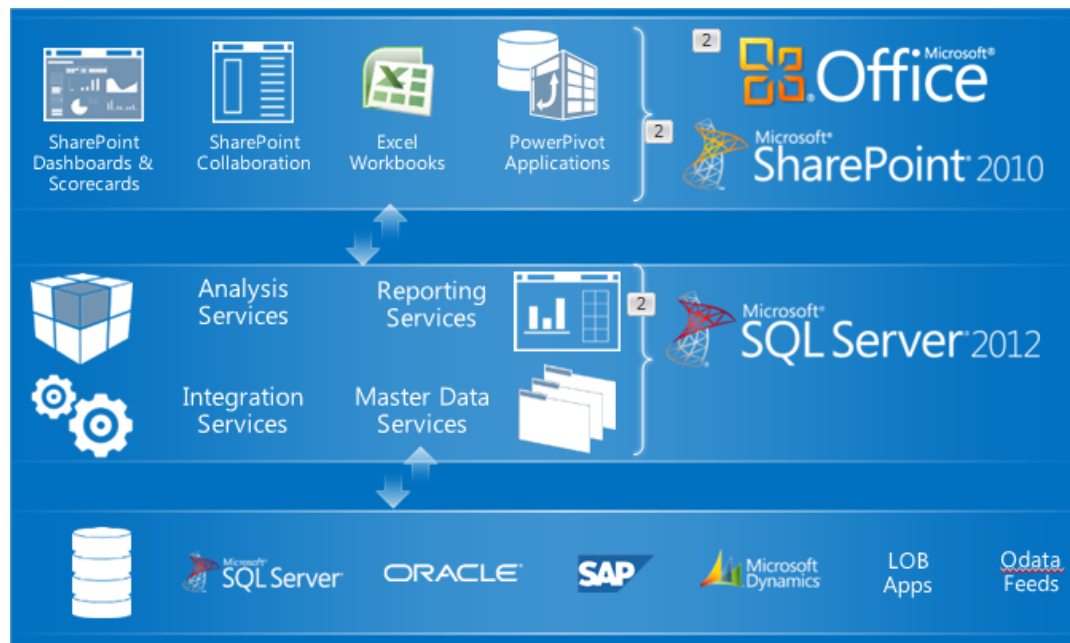 SharePoint
Dashboards &
Scorecards
SharePoint
Collaboration
Excel
Workbooks
PowerPivot
Applications
2
Microsoft®
Office
2
Microsoft®
SharePoint® 2010
Analysis
Services
Reporting
Services
2
Microsoft®
SQL Server® 2012
Integration
Services
Master Data
Services
Microsoft®
SQL Server®
ORACLE®
SAP
Microsoft
Dynamics
LOB
Apps
Odata
Feeds